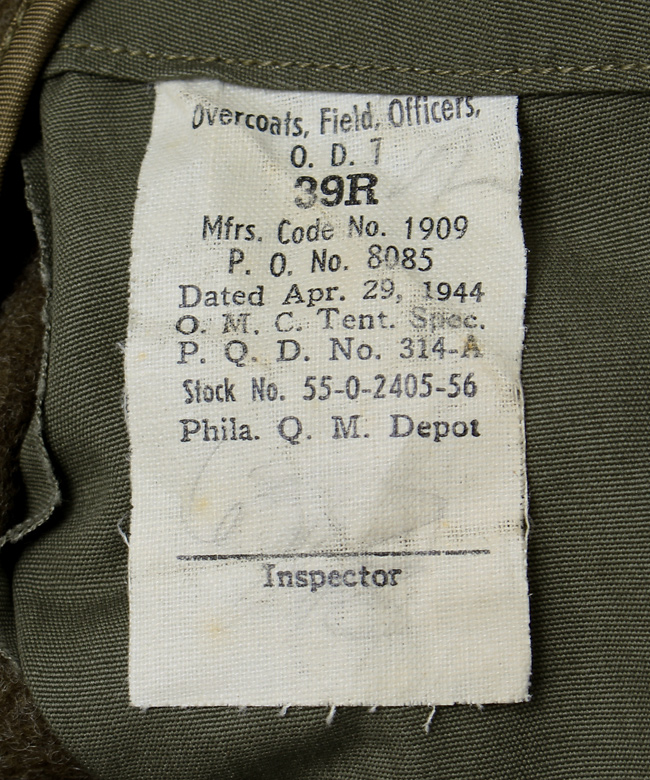 Overcoats, Field, Officers,
O. D. 7
39R
Mfrs. Code No. 1909
P. O. No. 8085
Dated Apr. 29, 1944
O. M. C. Tent. Spec.
P. Q. D. No. 314-A
Stock No. 55-0-2405-56
Phila. Q. M. Depot
Inspector